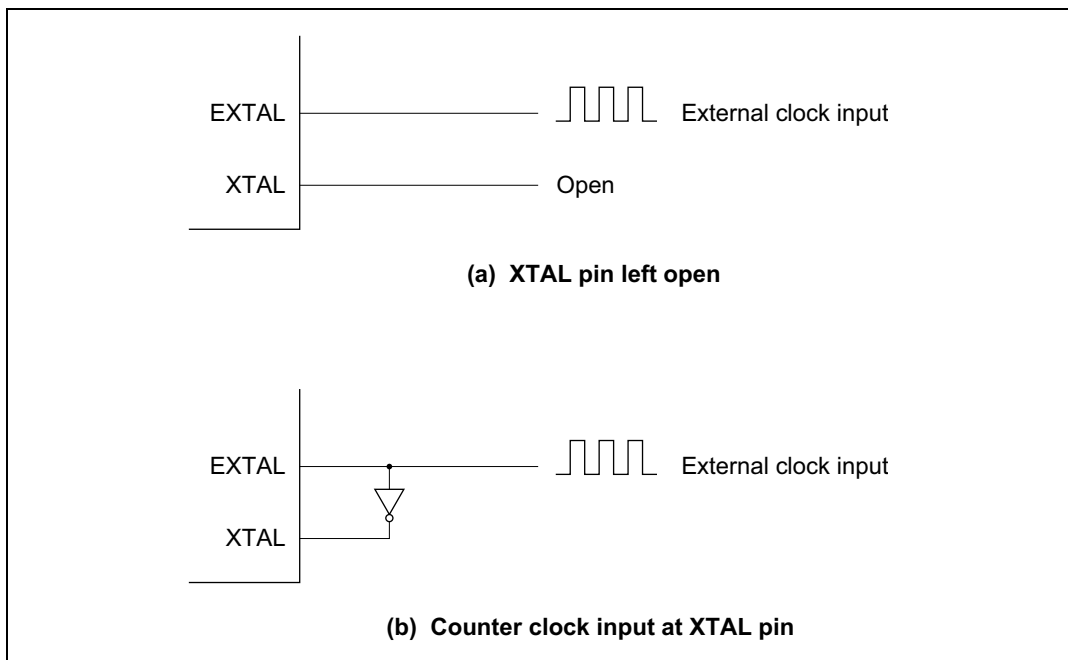 EXTAL External clock input
XTAL Open
(a) XTAL pin left open
EXTAL External clock input
XTAL
(b) Counter clock input at XTAL pin